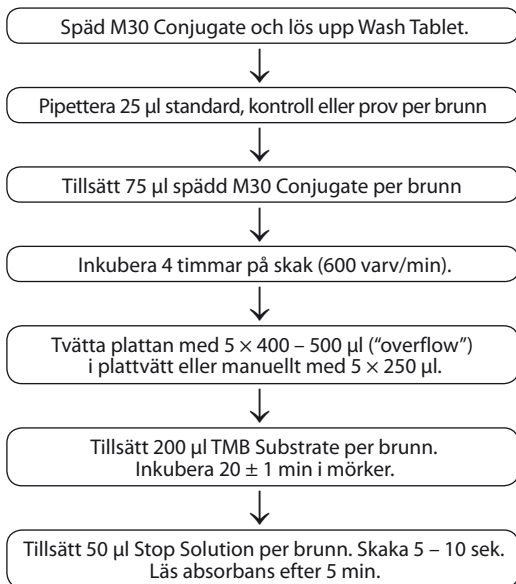 Späd M30 Conjugate och lös upp Wash Tablet.
Pipettera 25 µl standard, kontroll eller prov per brunn
Tillsätt 75 µl spädd M30 Conjugate per brunn
Inkubera 4 timmar på skak (600 varv/min).
Tvätta plattan med 5 × 400 – 500 µl (“overflow”)
i plattvätt eller manuellt med 5 × 250 µl.
Tillsätt 200 µl TMB Substrate per brunn.
Inkubera 20 ± 1 min i mörker.
Tillsätt 50 µl Stop Solution per brunn. Skaka 5 – 10 sek.
Läs absorbans efter 5 min.